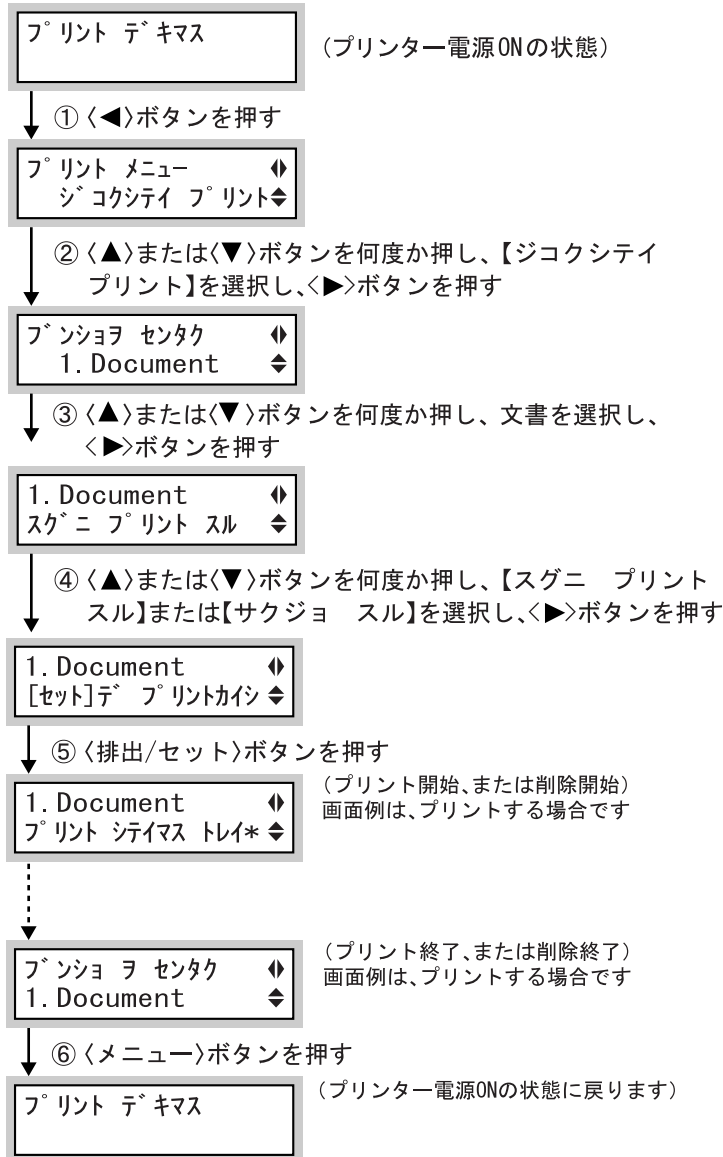 プリント デキマス
（プリンター電源ONの状態）
① 〈◀〉ボタンを押す
プリント メニュー ◀▶
ジコクシテイ プリント▲▼
② 〈▲〉または〈▼〉ボタンを何度か押し、【ジコクシテイ
プリント】を選択し、<▶>ボタンを押す
ブンショヲ センタク ◀▶
1.Document ▲▼
③ 〈▲〉または〈▼〉ボタンを何度か押し、文書を選択し、
<▶>ボタンを押す
1.Document ◀▶
スグニ プリント スル ▲▼
④ 〈▲〉または〈▼〉ボタンを何度か押し、【スグニ　プリント
スル】または【サクジョ　スル】を選択し、<▶>ボタンを押す
1.Document ◀▶
[セット]デ プリントカイシ ▲▼
⑤ 〈排出/セット〉ボタンを押す
（プリント開始、または削除開始）
画面例は、プリントする場合です
1.Document ◀▶
プリント シテイマス トレイ* ▲▼
（プリント終了、または削除終了）
画面例は、プリントする場合です
ブンショ ヲ センタク ◀▶
1.Document ▲▼
⑥ 〈メニュー〉ボタンを押す
（プリンター電源ONの状態に戻ります）
プリント デキマス